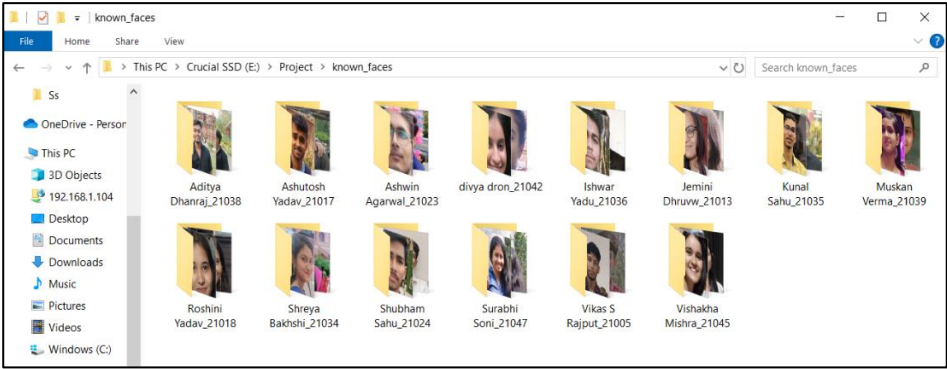 known_faces
File Home Share View
This PC > Crucial SSD (E:) > Project > known_faces
Search known_faces
Ss
OneDrive - Person
This PC
3D Objects
192.168.1.104
Desktop
Documents
Downloads
Music
Pictures
Videos
Windows (C:)
Aditya
Dhanraj_21038
Ashutosh
Yadav_21017
Ashwin
Agarwal_21023
divya dron_21042
Ishwar
Yadu_21036
Jemini
Dhruvw_21013
Kunal
Sahu_21035
Muskan
Verma_21039
Roshini
Yadav_21018
Shreya
Bakhshi_21034
Shubham
Sahu_21024
Surabhi
Soni_21047
Vikas S
Rajput_21005
Vishakha
Mishra_21045